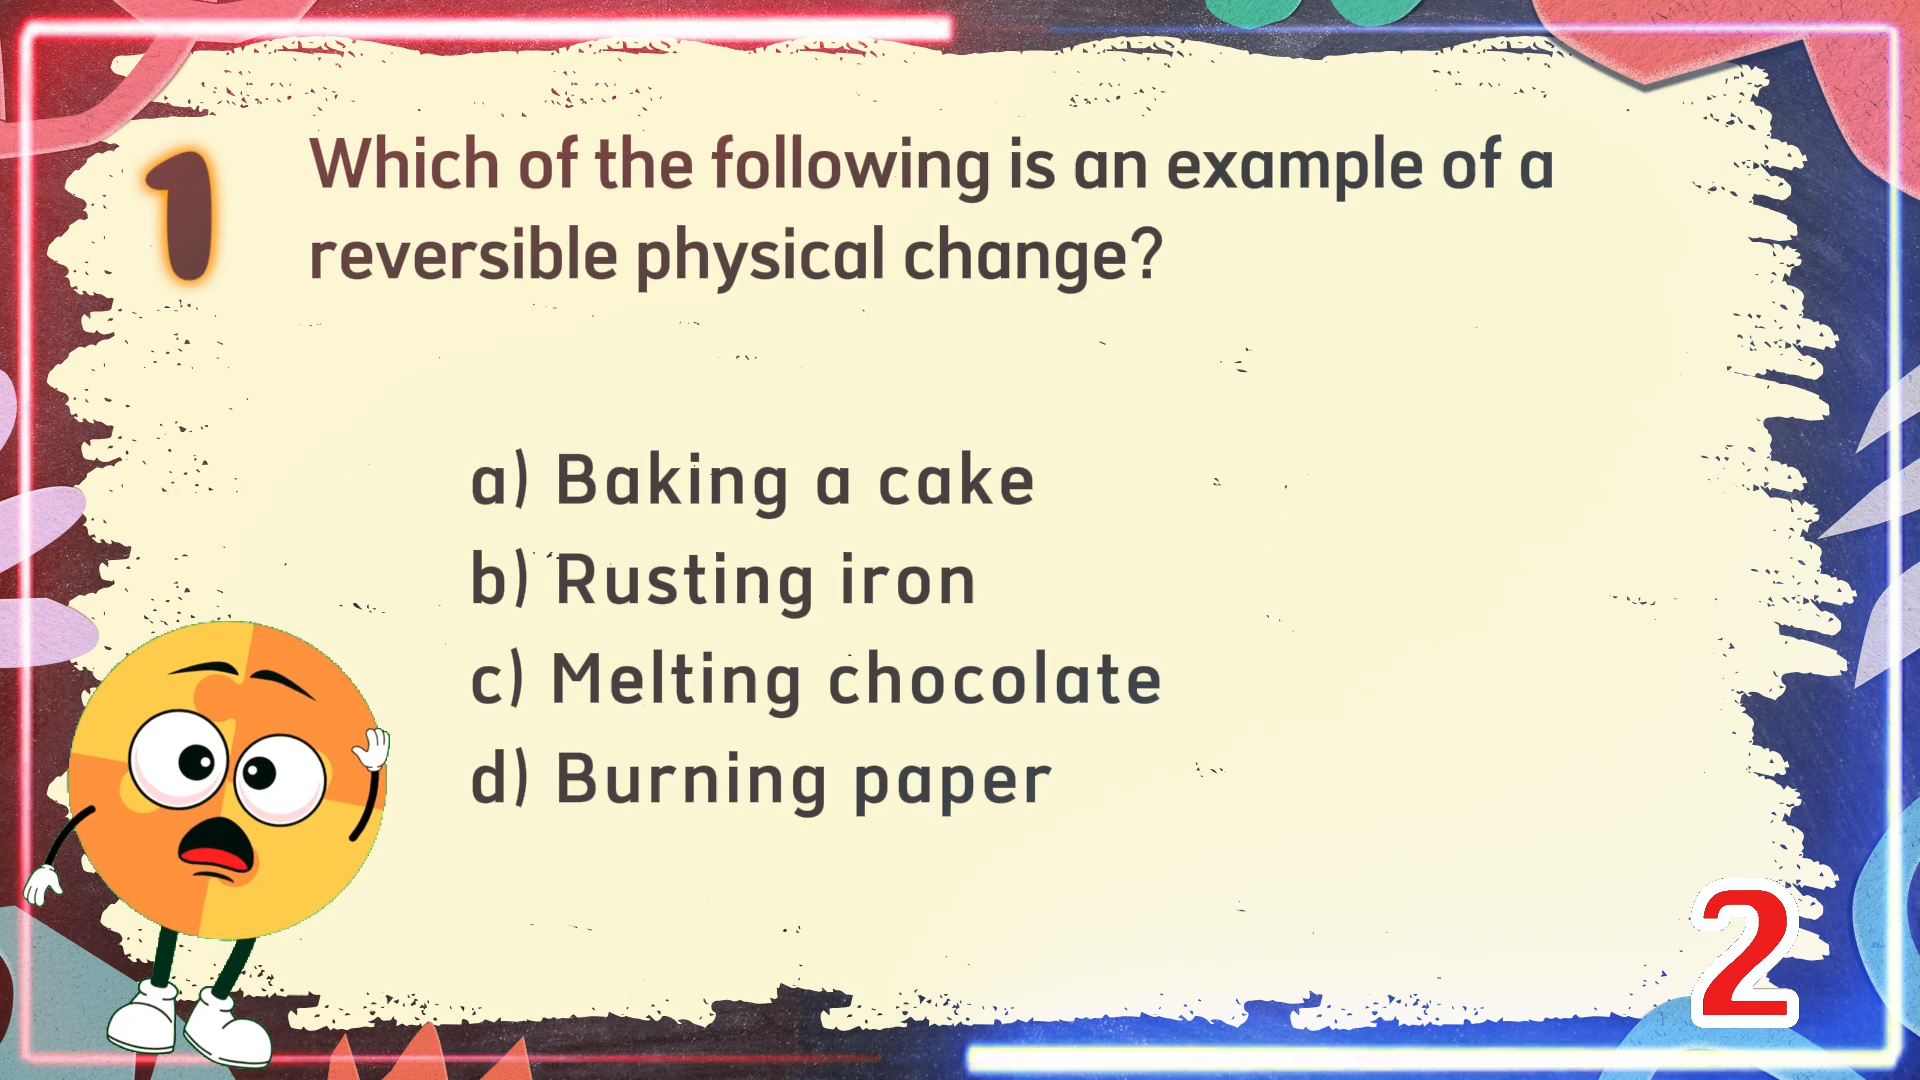 1
Which of the following is an example of a
reversible physical change?
a) Baking a cake
b) Rusting iron
c) Melting chocolate
d) Burning paper
2